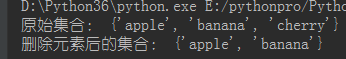 D:\Python36\python.exe E:/pythonpro/Pytho
原始集合: {'apple', 'banana', 'cherry'}
删除元素后的集合: {'apple', 'banana'}